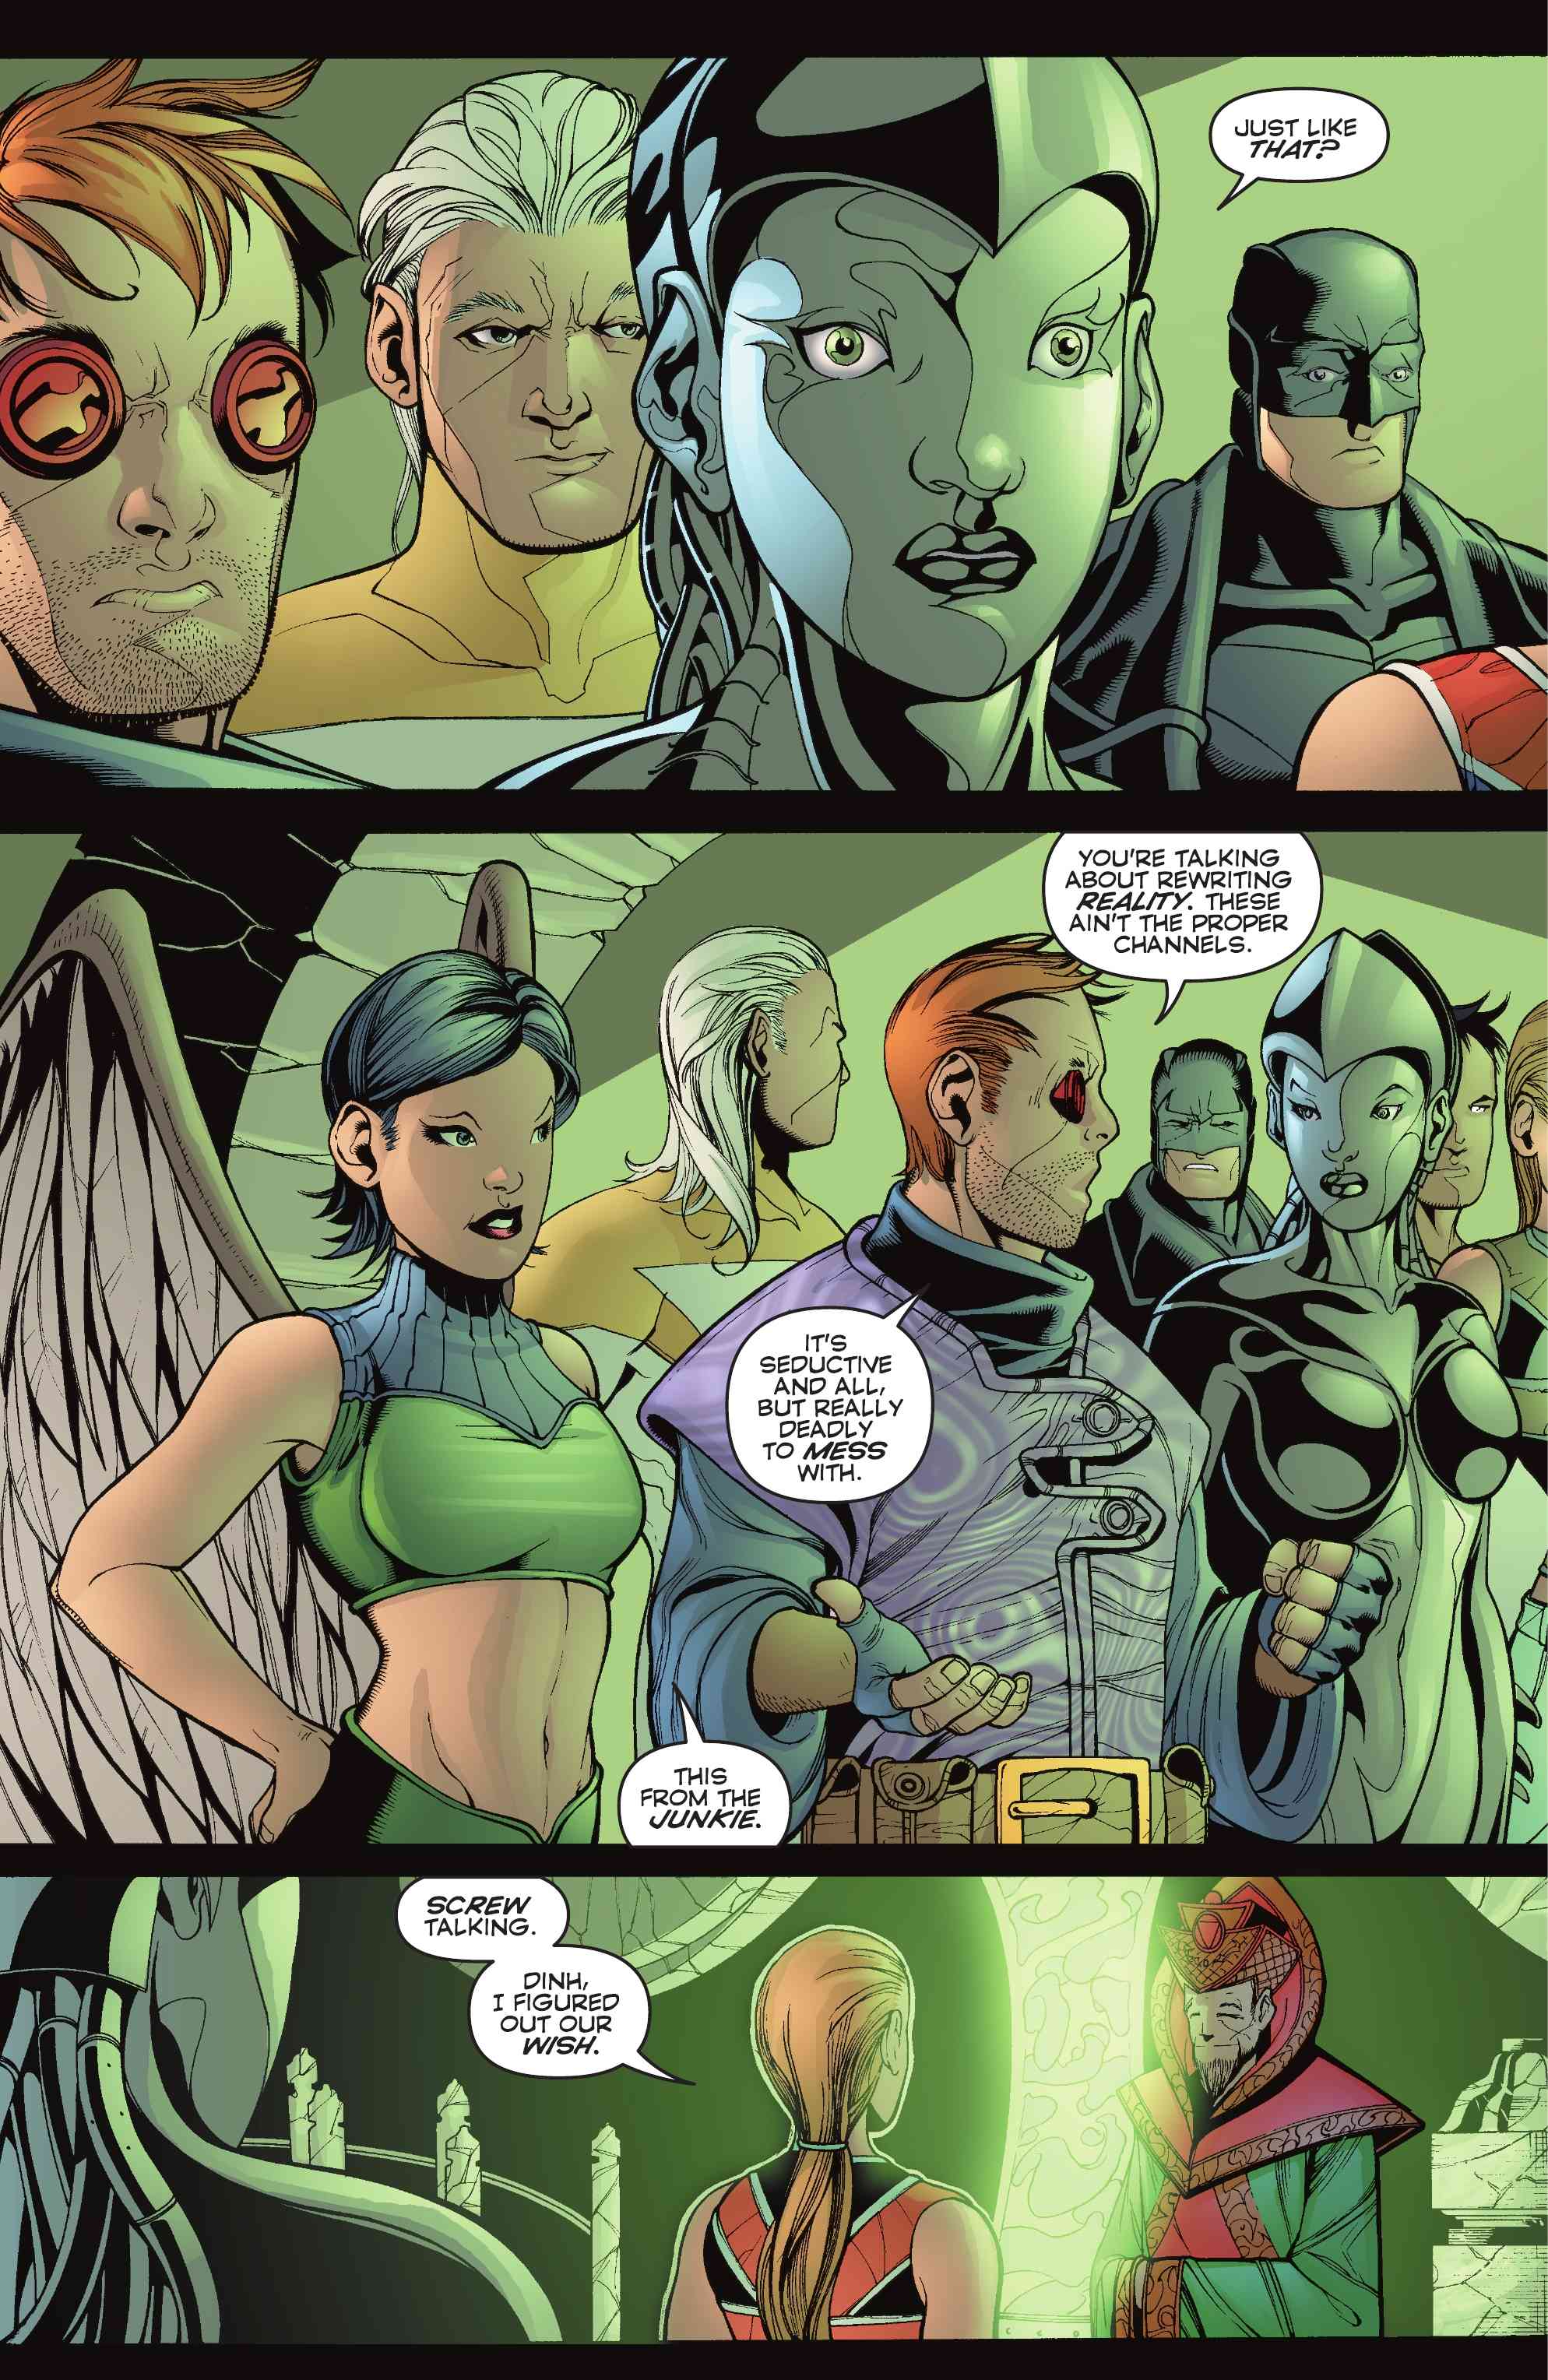 JUST LIKE
THAT?
YOU'RE TALKING
ABOUT REWRITING
REALITY. THESE
AIN'T THE PROPER
CHANNELS.
IT'S
SEDUCTIVE
AND ALL,
BUT REALLY
DEADLY
TO MESS
WITH.
THIS
FROM THE
JUNKIE.
SCREW
TALKING.
DINH,
I FIGURED
OUT OUR
WISH.